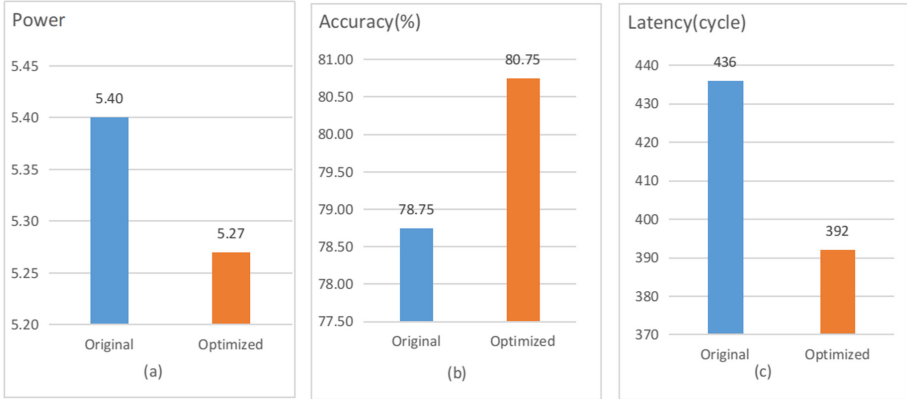 Power
5.45
5.40
5.35
5.30
5.25
5.20
5.40
5.27
Original
Optimized
(a)
Accuracy(%)
81.00
80.50
80.00
79.50
79.00
78.50
78.00
77.50
78.75
80.75
Original
Optimized
(b)
Latency(cycle)
440
430
420
410
400
390
380
370
436
392
Original
Optimized
(c)